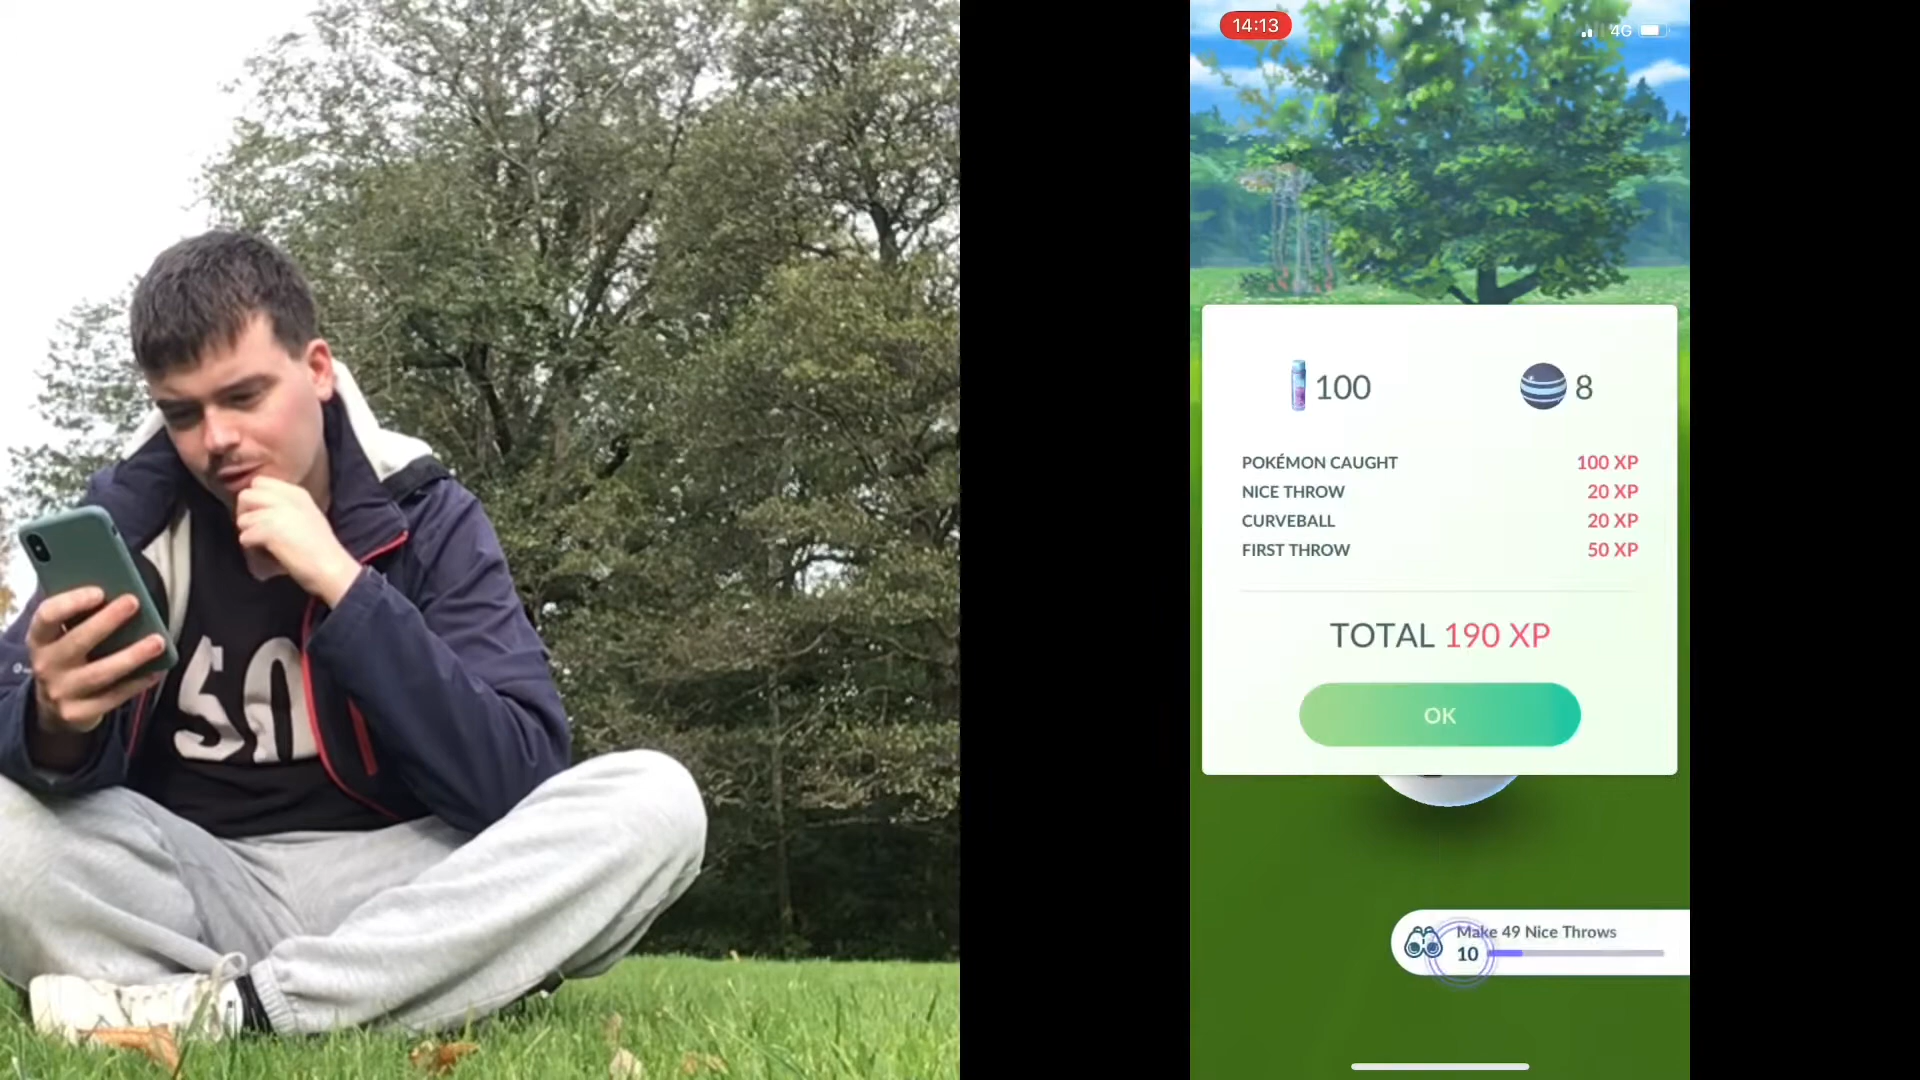 50
14:13
4G
100
8
POKÉMON CAUGHT 100 XP
NICE THROW 20 XP
CURVEBALL 20 XP
FIRST THROW 50 XP
TOTAL 190 XP
OK
Make 49 Nice Throws
10